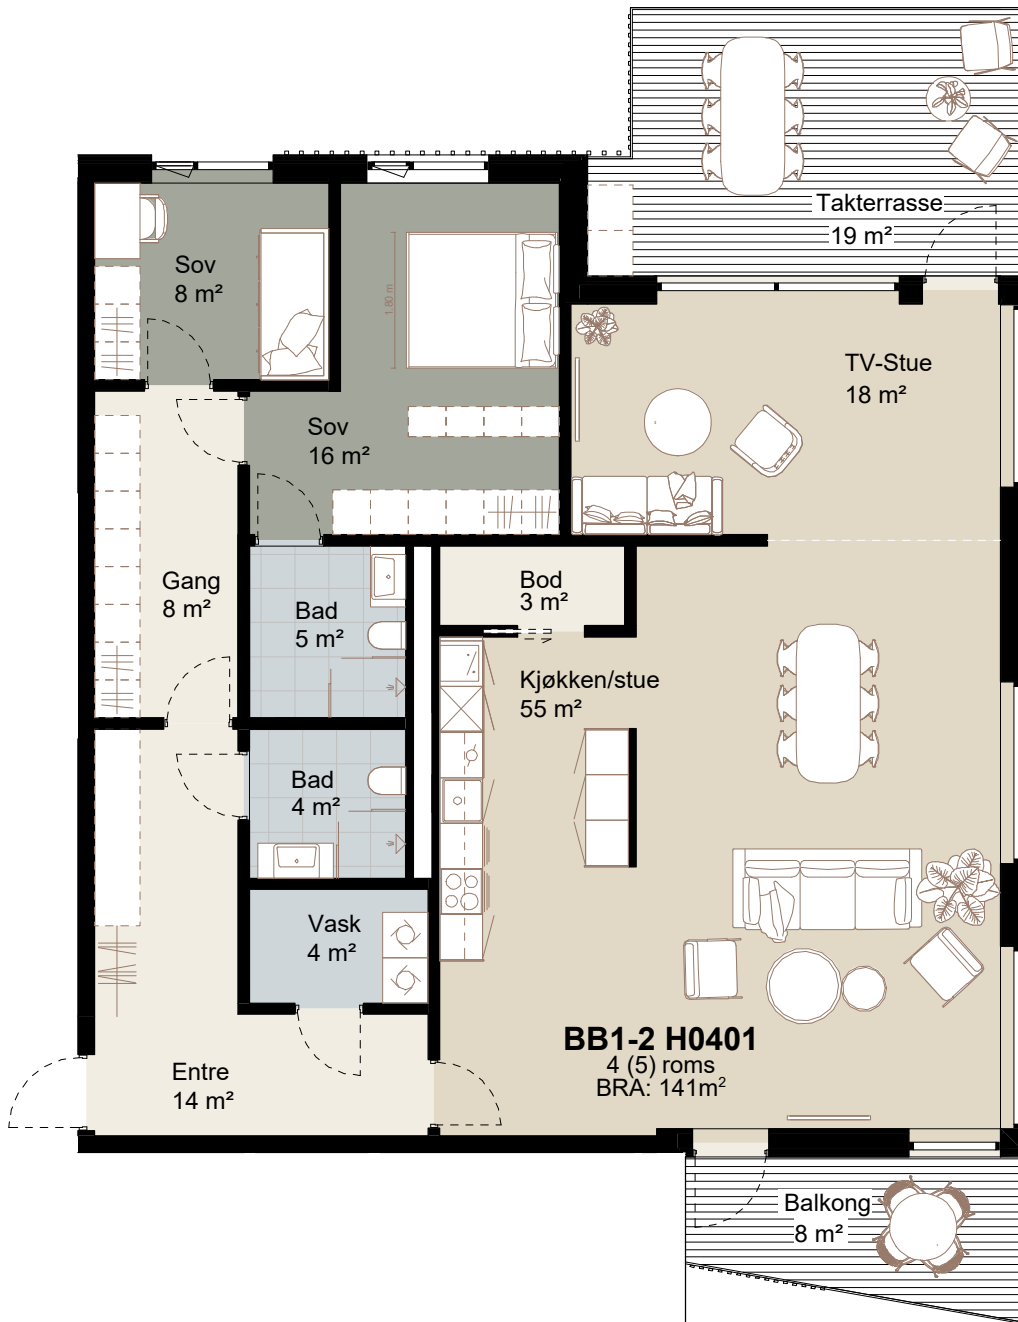 Takterrasse
19 m²
Sov
8 m²
1,80 m
TV-Stue
18 m²
Sov
16 m²
Gang
8 m²
Bad
5 m²
Bod
3 m²
Kjøkken/stue
55 m²
Bad
4 m²
Vask
4 m²
BB1-2 H0401
4 (5) roms
BRA: 141m²
Entre
14 m²
Balkong
8 m²